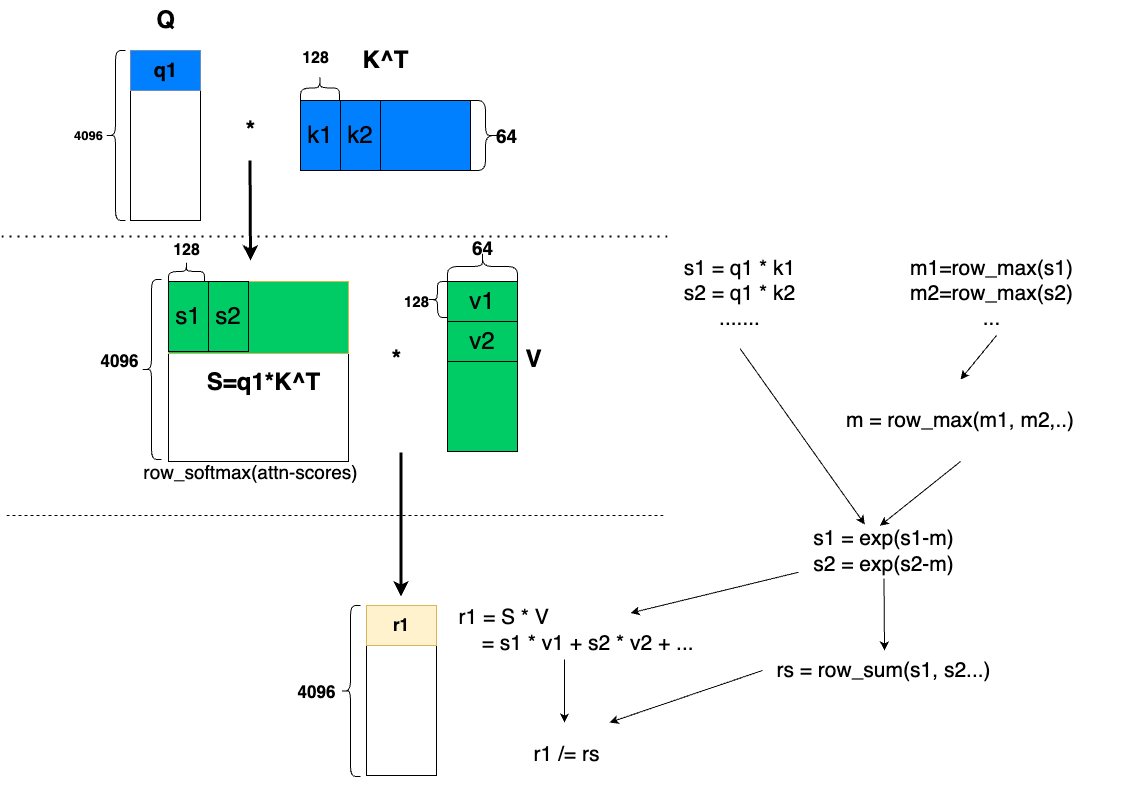 Q
128
K^T
q1
4096
*
k1
k2
64
128
64
s1
s2
128
v1
v2
4096
*
V
S=q1*K^T
row_softmax(attn-scores)
s1 = q1 * k1
s2 = q1 * k2
.......
m1=row_max(s1)
m2=row_max(s2)
...
m = row_max(m1, m2,..)
s1 = exp(s1-m)
s2 = exp(s2-m)
r1
4096
r1 = S * V
= s1 * v1 + s2 * v2 + ...
rs = row_sum(s1, s2...)
r1 /= rs